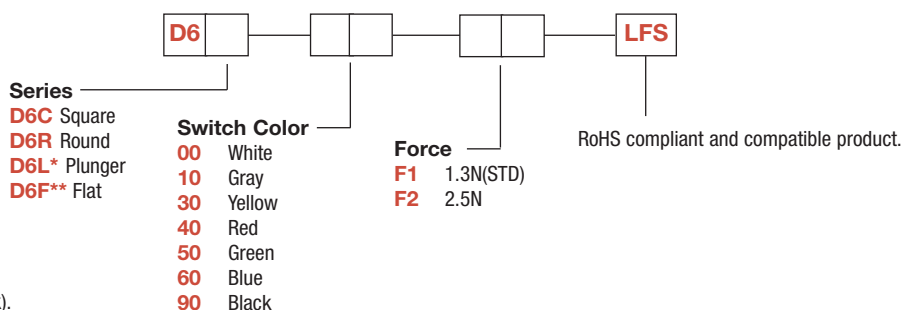 D6
LFS
Series
D6C Square
D6R Round
D6L* Plunger
D6F** Flat
Switch Color
00 White
10 Gray
30 Yellow
40 Red
50 Green
60 Blue
90 Black
Force
F1 1.3N(STD)
F2 2.5N
RoHS compliant and compatible product.
).